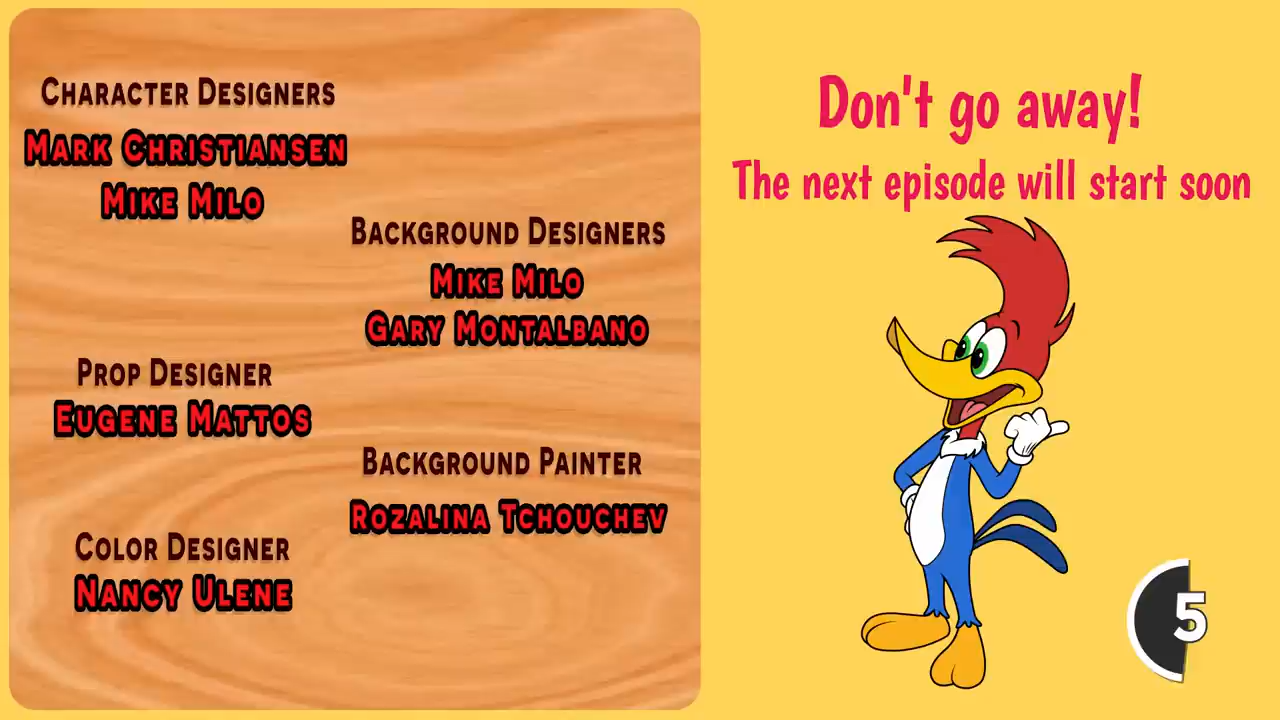 Character Designers
Mark Christiansen
Mike Milo
Background Designers
Mike Milo
Gary Montalbano
Prop Designer
Eugene Mattos
Background Painter
Rozalina Tchouchev
Color Designer
Nancy Ulene
Don't go away!
The next episode will start soon
5